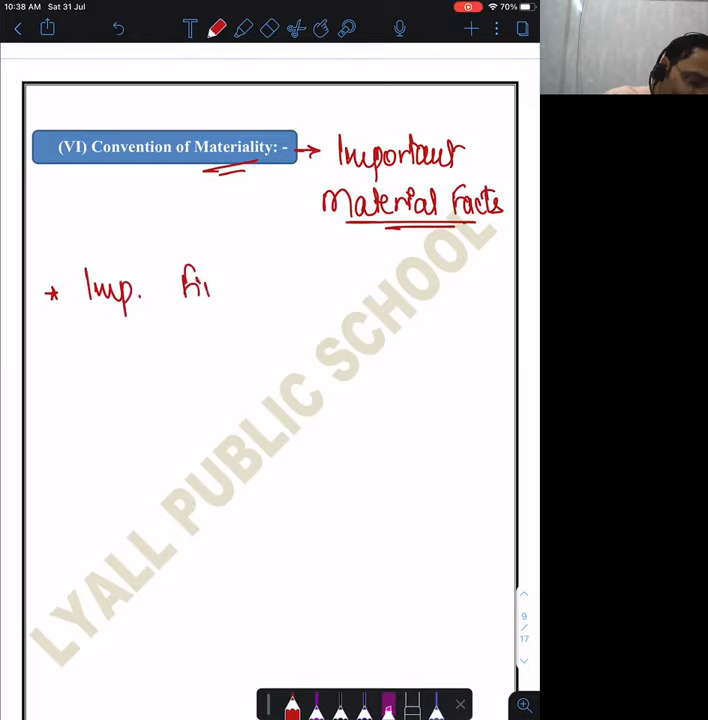 10:38 AM Sat 31 Jul
70%
(VI) Convention of Materiality: - → Important
Material Facts
* Imp. Fi
LYALL PUBLIC SCHOOL
9
/
17